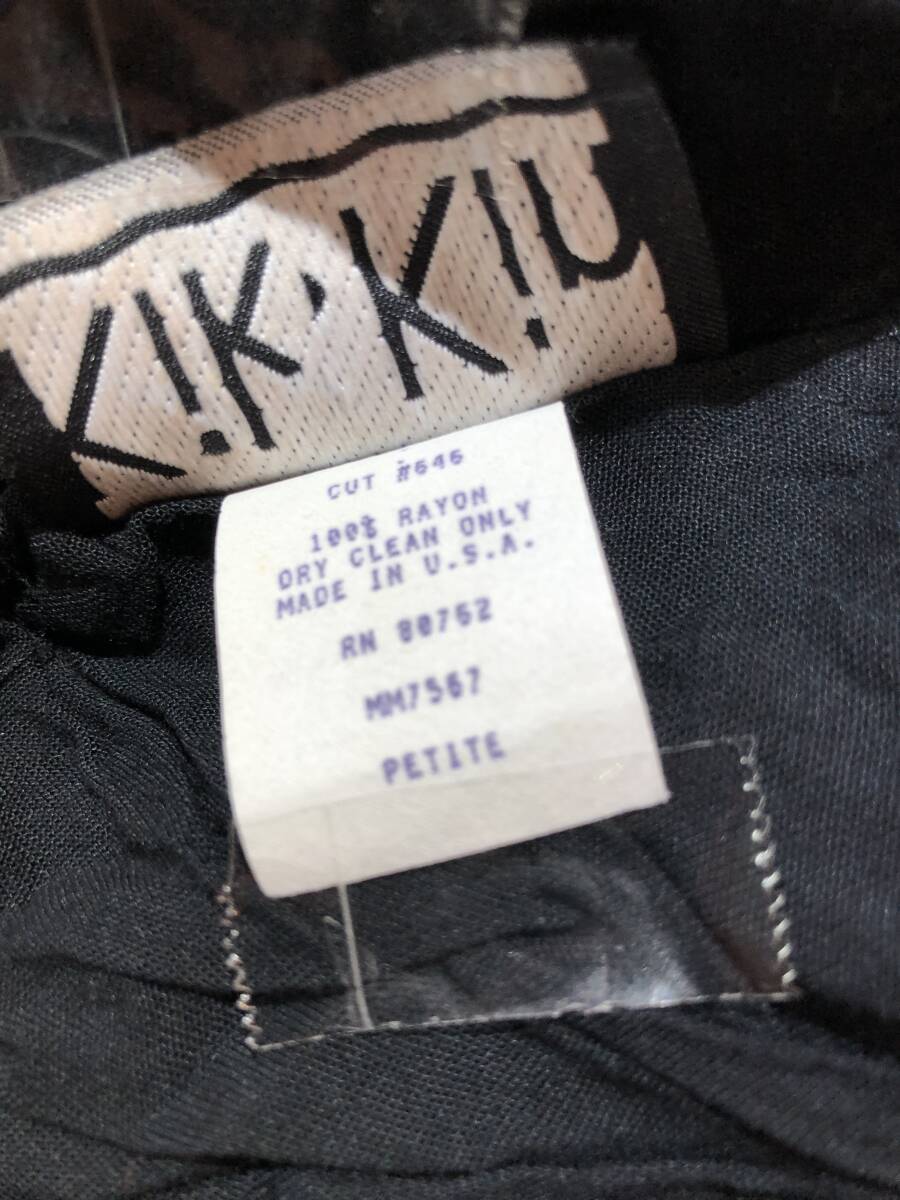 K!K·K!
CUT #646
100% RAYON
DRY CLEAN ONLY
MADE IN U.S.A.
RN 80762
MM7567
PETITE